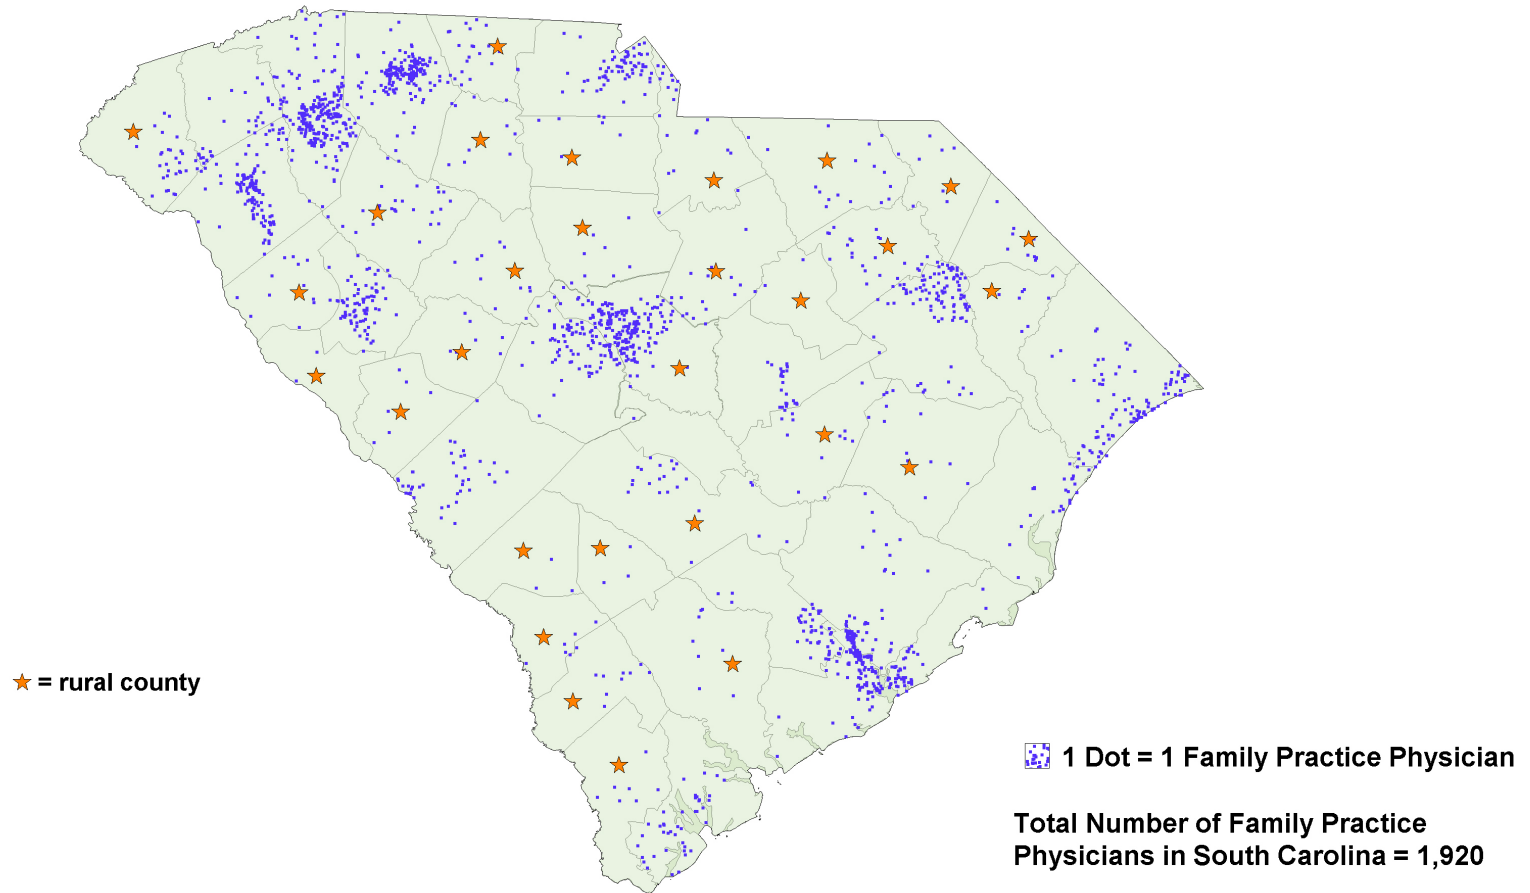 = rural county
1 Dot = 1 Family Practice Physician
Total Number of Family Practice
Physicians in South Carolina = 1,920